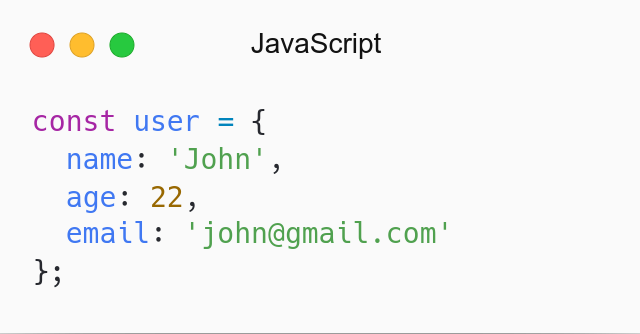 JavaScript
const user = {
  name: 'John',
  age: 22,
  email: 'john@gmail.com'
};